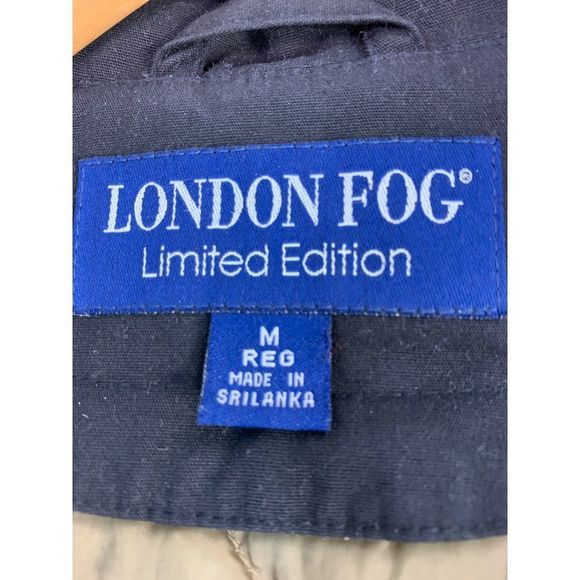 LONDON FOG®
Limited Edition
M
REG
MADE IN
SRILANKA